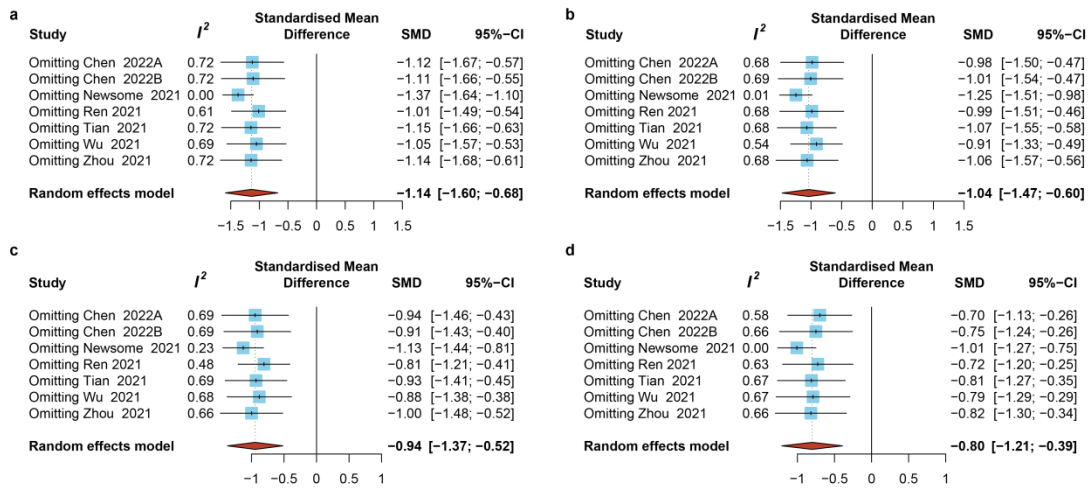 a
Study I² Standardised Mean Difference SMD 95%−CI
Omitting Chen 2022A 0.72 −1.12 [−1.67; −0.57]
Omitting Chen 2022B 0.72 −1.11 [−1.66; −0.55]
Omitting Newsome 2021 0.00 −1.37 [−1.64; −1.10]
Omitting Ren 2021 0.61 −1.01 [−1.49; −0.54]
Omitting Tian 2021 0.72 −1.15 [−1.66; −0.63]
Omitting Wu 2021 0.69 −1.05 [−1.57; −0.53]
Omitting Zhou 2021 0.72 −1.14 [−1.68; −0.61]
Random effects model −1.14 [−1.60; −0.68]
−1.5 −1 −0.5 0 0.5 1 1.5
b
Study I² Standardised Mean Difference SMD 95%−CI
Omitting Chen 2022A 0.68 −0.98 [−1.50; −0.47]
Omitting Chen 2022B 0.69 −1.01 [−1.54; −0.47]
Omitting Newsome 2021 0.01 −1.25 [−1.51; −0.98]
Omitting Ren 2021 0.68 −0.99 [−1.51; −0.46]
Omitting Tian 2021 0.68 −1.07 [−1.55; −0.58]
Omitting Wu 2021 0.54 −0.91 [−1.33; −0.49]
Omitting Zhou 2021 0.68 −1.06 [−1.57; −0.56]
Random effects model −1.04 [−1.47; −0.60]
−1 −0.5 0 0.5 1 1.5
c
Study I² Standardised Mean Difference SMD 95%−CI
Omitting Chen 2022A 0.69 −0.94 [−1.46; −0.43]
Omitting Chen 2022B 0.69 −0.91 [−1.43; −0.40]
Omitting Newsome 2021 0.23 −1.13 [−1.44; −0.81]
Omitting Ren 2021 0.48 −0.81 [−1.21; −0.41]
Omitting Tian 2021 0.69 −0.93 [−1.41; −0.45]
Omitting Wu 2021 0.68 −0.88 [−1.38; −0.38]
Omitting Zhou 2021 0.66 −1.00 [−1.48; −0.52]
Random effects model −0.94 [−1.37; −0.52]
−1 −0.5 0 0.5 1
d
Study I² Standardised Mean Difference SMD 95%−CI
Omitting Chen 2022A 0.58 −0.70 [−1.13; −0.26]
Omitting Chen 2022B 0.66 −0.75 [−1.24; −0.26]
Omitting Newsome 2021 0.00 −1.01 [−1.27; −0.75]
Omitting Ren 2021 0.63 −0.72 [−1.20; −0.25]
Omitting Tian 2021 0.67 −0.81 [−1.27; −0.35]
Omitting Wu 2021 0.67 −0.79 [−1.29; −0.29]
Omitting Zhou 2021 0.66 −0.82 [−1.30; −0.34]
Random effects model −0.80 [−1.21; −0.39]
−1 −0.5 0 0.5 1